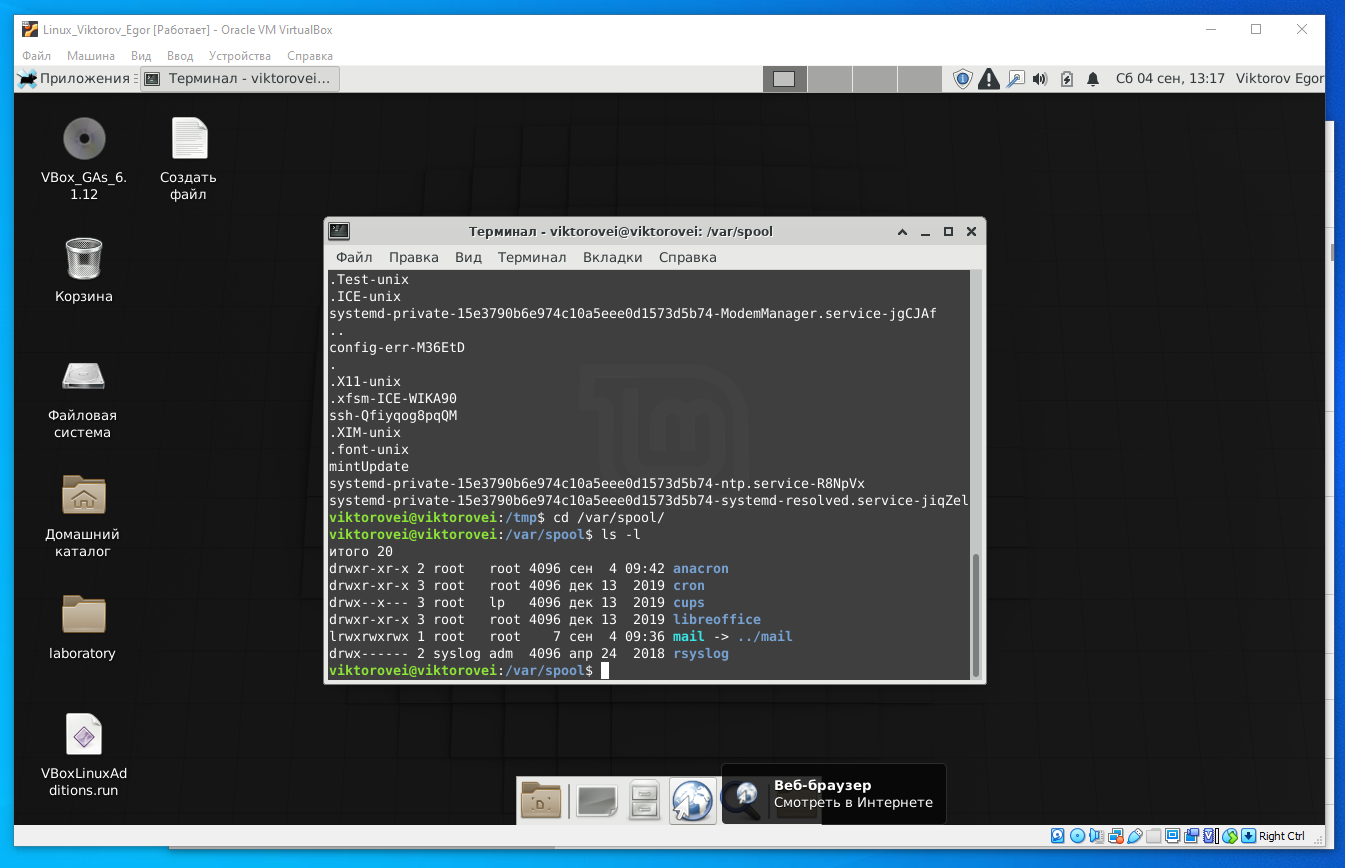 Linux_Viktorov_Egor [Работает] - Oracle VM VirtualBox
Файл Машина Вид Ввод Устройства Справка
Приложения Терминал - viktorovei... Сб 04 сен, 13:17 Viktorov Egor
VBox_GAs_6.
1.12
Создать
файл
Корзина
Файловая
система
Домашний
каталог
laboratory
VBoxLinuxAd
ditions.run
Терминал - viktorovei@viktorovei: /var/spool
Файл Правка Вид Терминал Вкладки Справка
.Test-unix
.ICE-unix
systemd-private-15e3790b6e974c10a5eee0d1573d5b74-ModemManager.service-jgCJAf
..
config-err-M36EtD
.
.X11-unix
.xfsm-ICE-WIKA90
ssh-Qfiyqog8pqQM
.XIM-unix
.font-unix
mintUpdate
systemd-private-15e3790b6e974c10a5eee0d1573d5b74-ntp.service-R8NpVx
systemd-private-15e3790b6e974c10a5eee0d1573d5b74-systemd-resolved.service-jiqZel
viktorovei@viktorovei:/tmp$ cd /var/spool/
viktorovei@viktorovei:/var/spool$ ls -l
итого 20
drwxr-xr-x 2 root   root 4096 сен  4 09:42 anacron
drwxr-xr-x 3 root   root 4096 дек 13  2019 cron
drwx--x--- 3 root   lp   4096 дек 13  2019 cups
drwxr-xr-x 3 root   root 4096 дек 13  2019 libreoffice
lrwxrwxrwx 1 root   root    7 сен  4 09:36 mail -> ../mail
drwx------ 2 syslog adm  4096 апр 24  2018 rsyslog
viktorovei@viktorovei:/var/spool$
Веб-браузер
Смотреть в Интернете
Right Ctrl